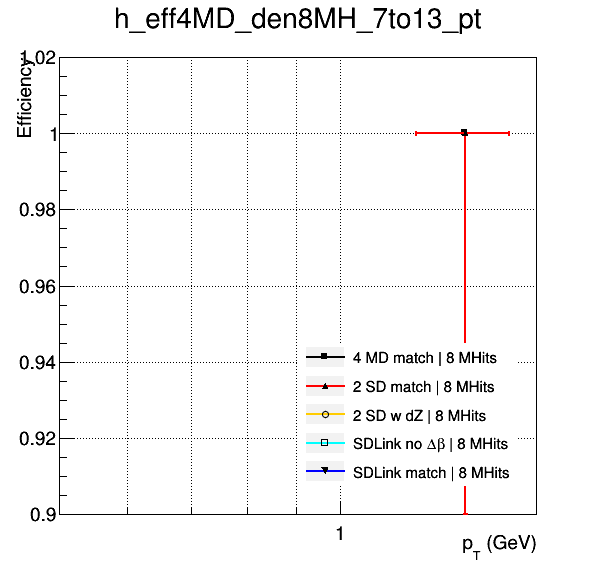 h_eff4MD_den8MH_7to13_pt
Efficiency
1.02
1
0.98
0.96
0.94
0.92
0.9
4 MD match | 8 MHits
2 SD match | 8 MHits
2 SD w dZ | 8 MHits
SDLink no Δβ | 8 MHits
SDLink match | 8 MHits
1
p_T (GeV)